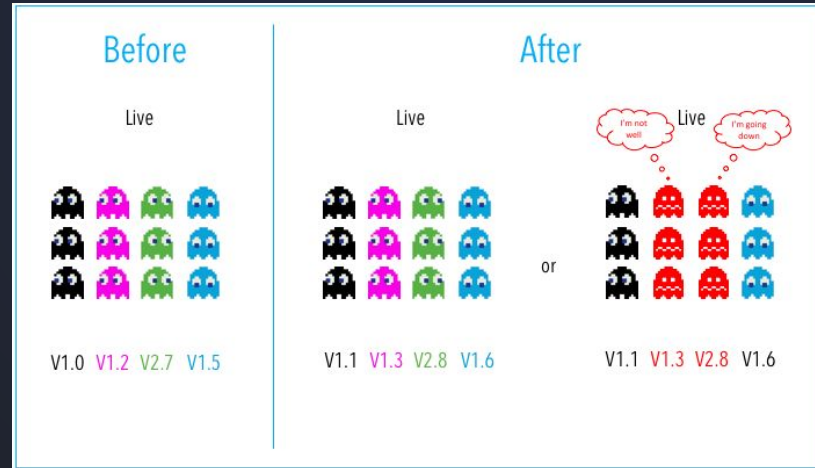 Before
After
Live
Live
Live
I'm not
well
I'm going
down
or
V1.0 V1.2 V2.7 V1.5
V1.1 V1.3 V2.8 V1.6
V1.1 V1.3 V2.8 V1.6